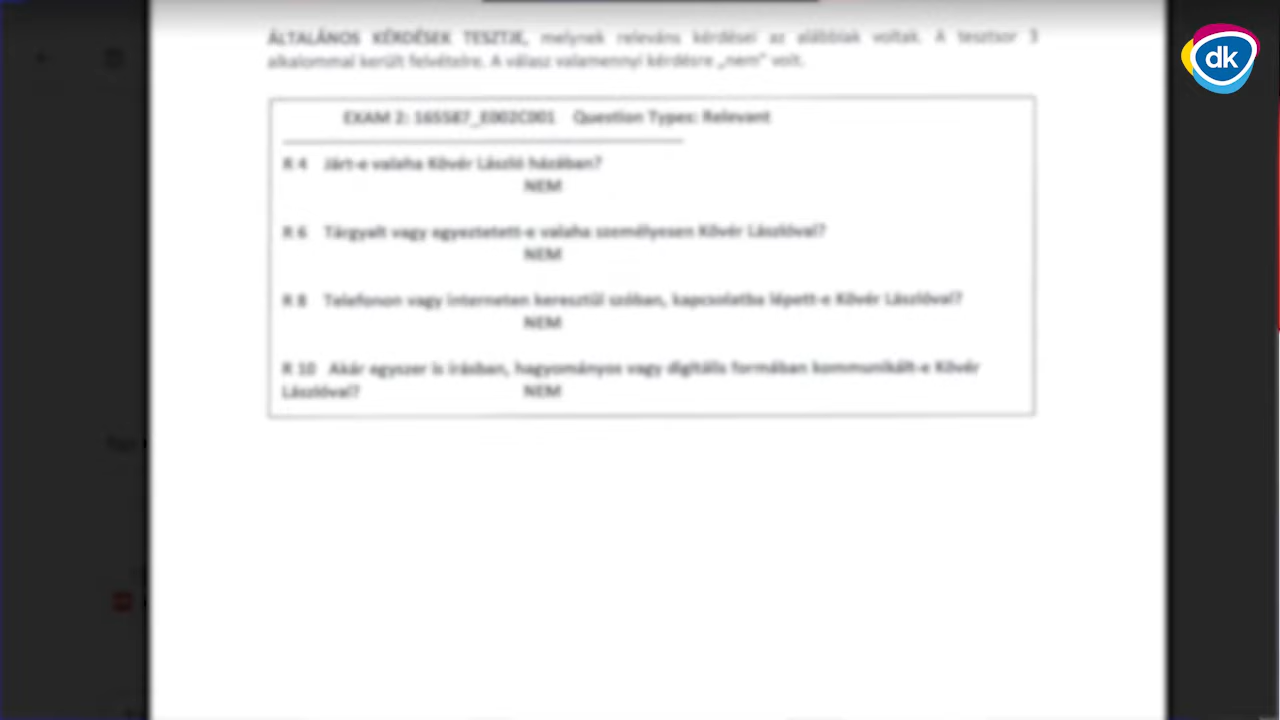 dk
ÁLTALÁNOS KÉRDÉSEK TESZTJE, melynek releváns kérdései az alábbiak voltak. A tesztsor 3
alkalommal került felvételre. A válasz valamennyi kérdésre „nem" volt.
EXAM 2: 165587_E002C001 Question Types: Relevant
R 4 Járt-e valaha Kövér László házában?
NEM
R 6 Tárgyalt vagy egyeztetett-e valaha személyesen Kövér Lászlóval?
NEM
R 8 Telefonon vagy interneten keresztül szóban, kapcsolatba lépett-e Kövér Lászlóval?
NEM
R 10 Akár egyszer is írásban, hagyományos vagy digitális formában kommunikált-e Kövér
Lászlóval? NEM